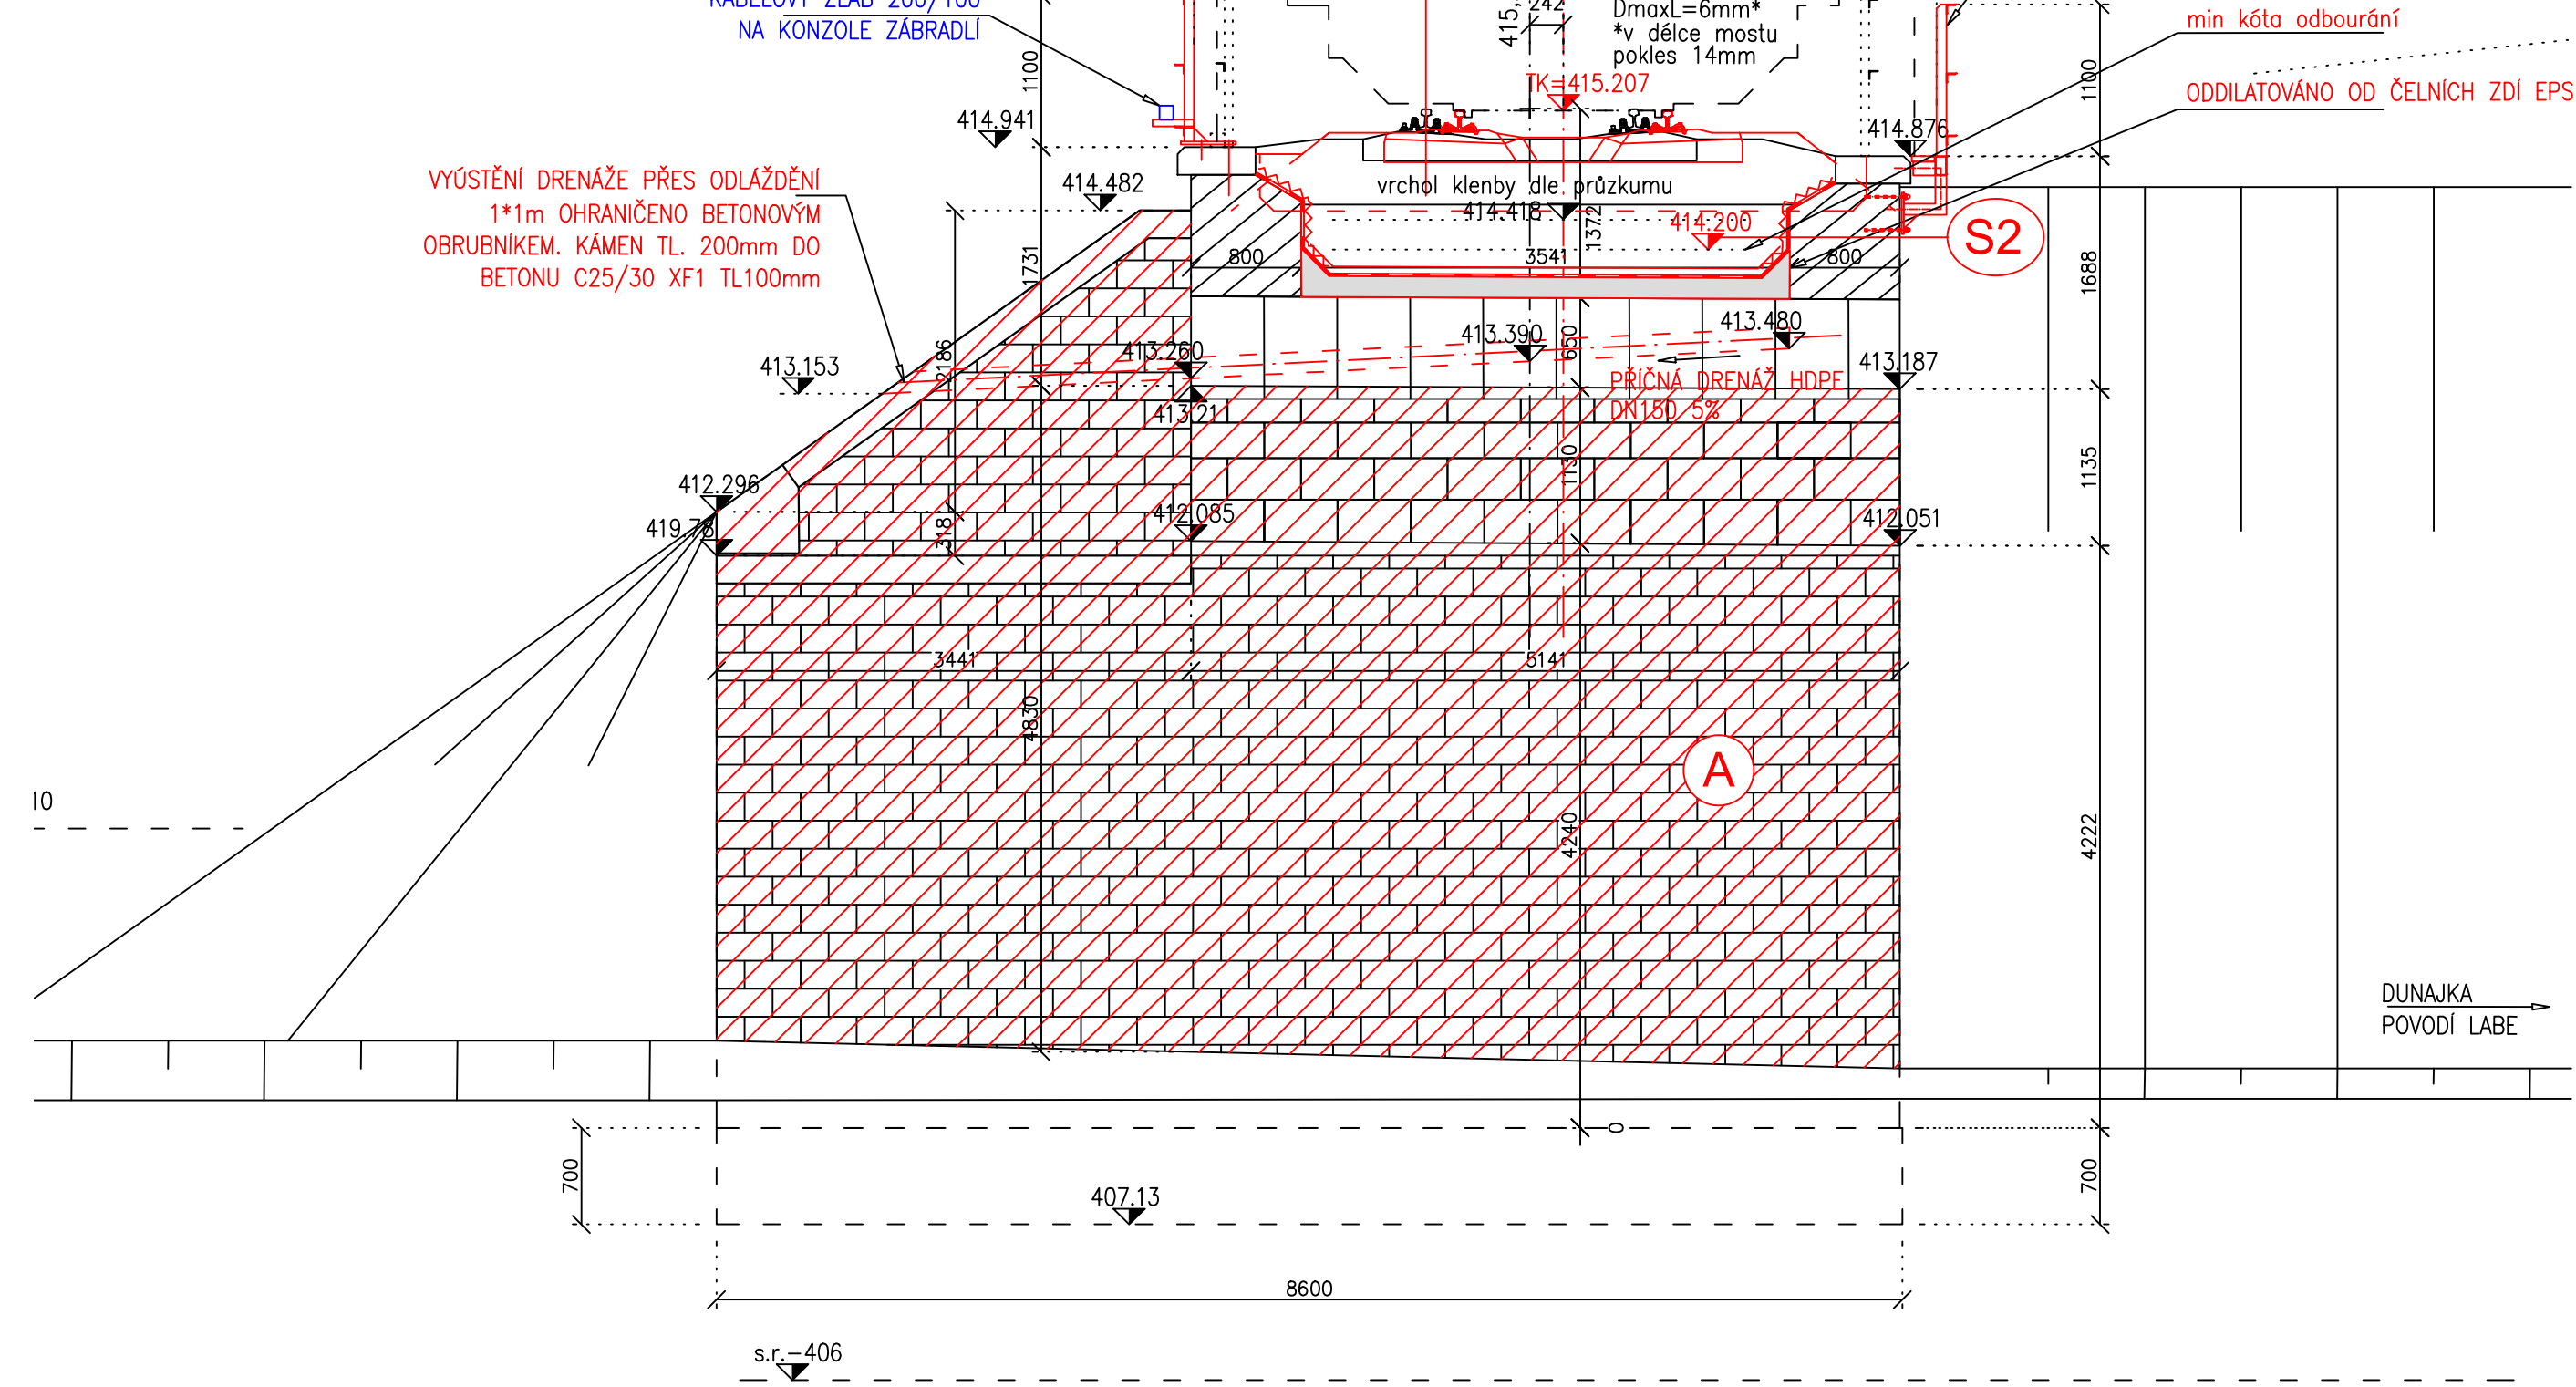 KABELOVÝ ŽLAB 200/100
NA KONZOLE ZÁBRADLÍ
1100
415,
242
DmaxL=6mm*
*v délce mostu
pokles 14mm
TK=415.207
min kóta odbourání
1100
ODDILATOVÁNO OD ČELNÍCH ZDÍ EPS
414.941
414.876
VYÚSTĚNÍ DRENÁŽE PŘES ODLÁŽDĚNÍ
1*1m OHRANIČENO BETONOVÝM
OBRUBNÍKEM. KÁMEN TL. 200mm DO
BETONU C25/30 XF1 TL100mm
414.482
vrchol klenby dle průzkumu
414.418
1372
414.200
S2
1731
800
3541
800
1688
2186
413.153
413.260
413.390
650
413.480
413.187
PŘÍČNÁ DRENÁŽ HDPE
DN150 5%
413.21
1130
1135
412.296
419.78
318
412.085
412.051
3441
5141
4830
A
4240
4222
10
DUNAJKA
POVODÍ LABE
0
700
407.13
700
8600
s.r.-406